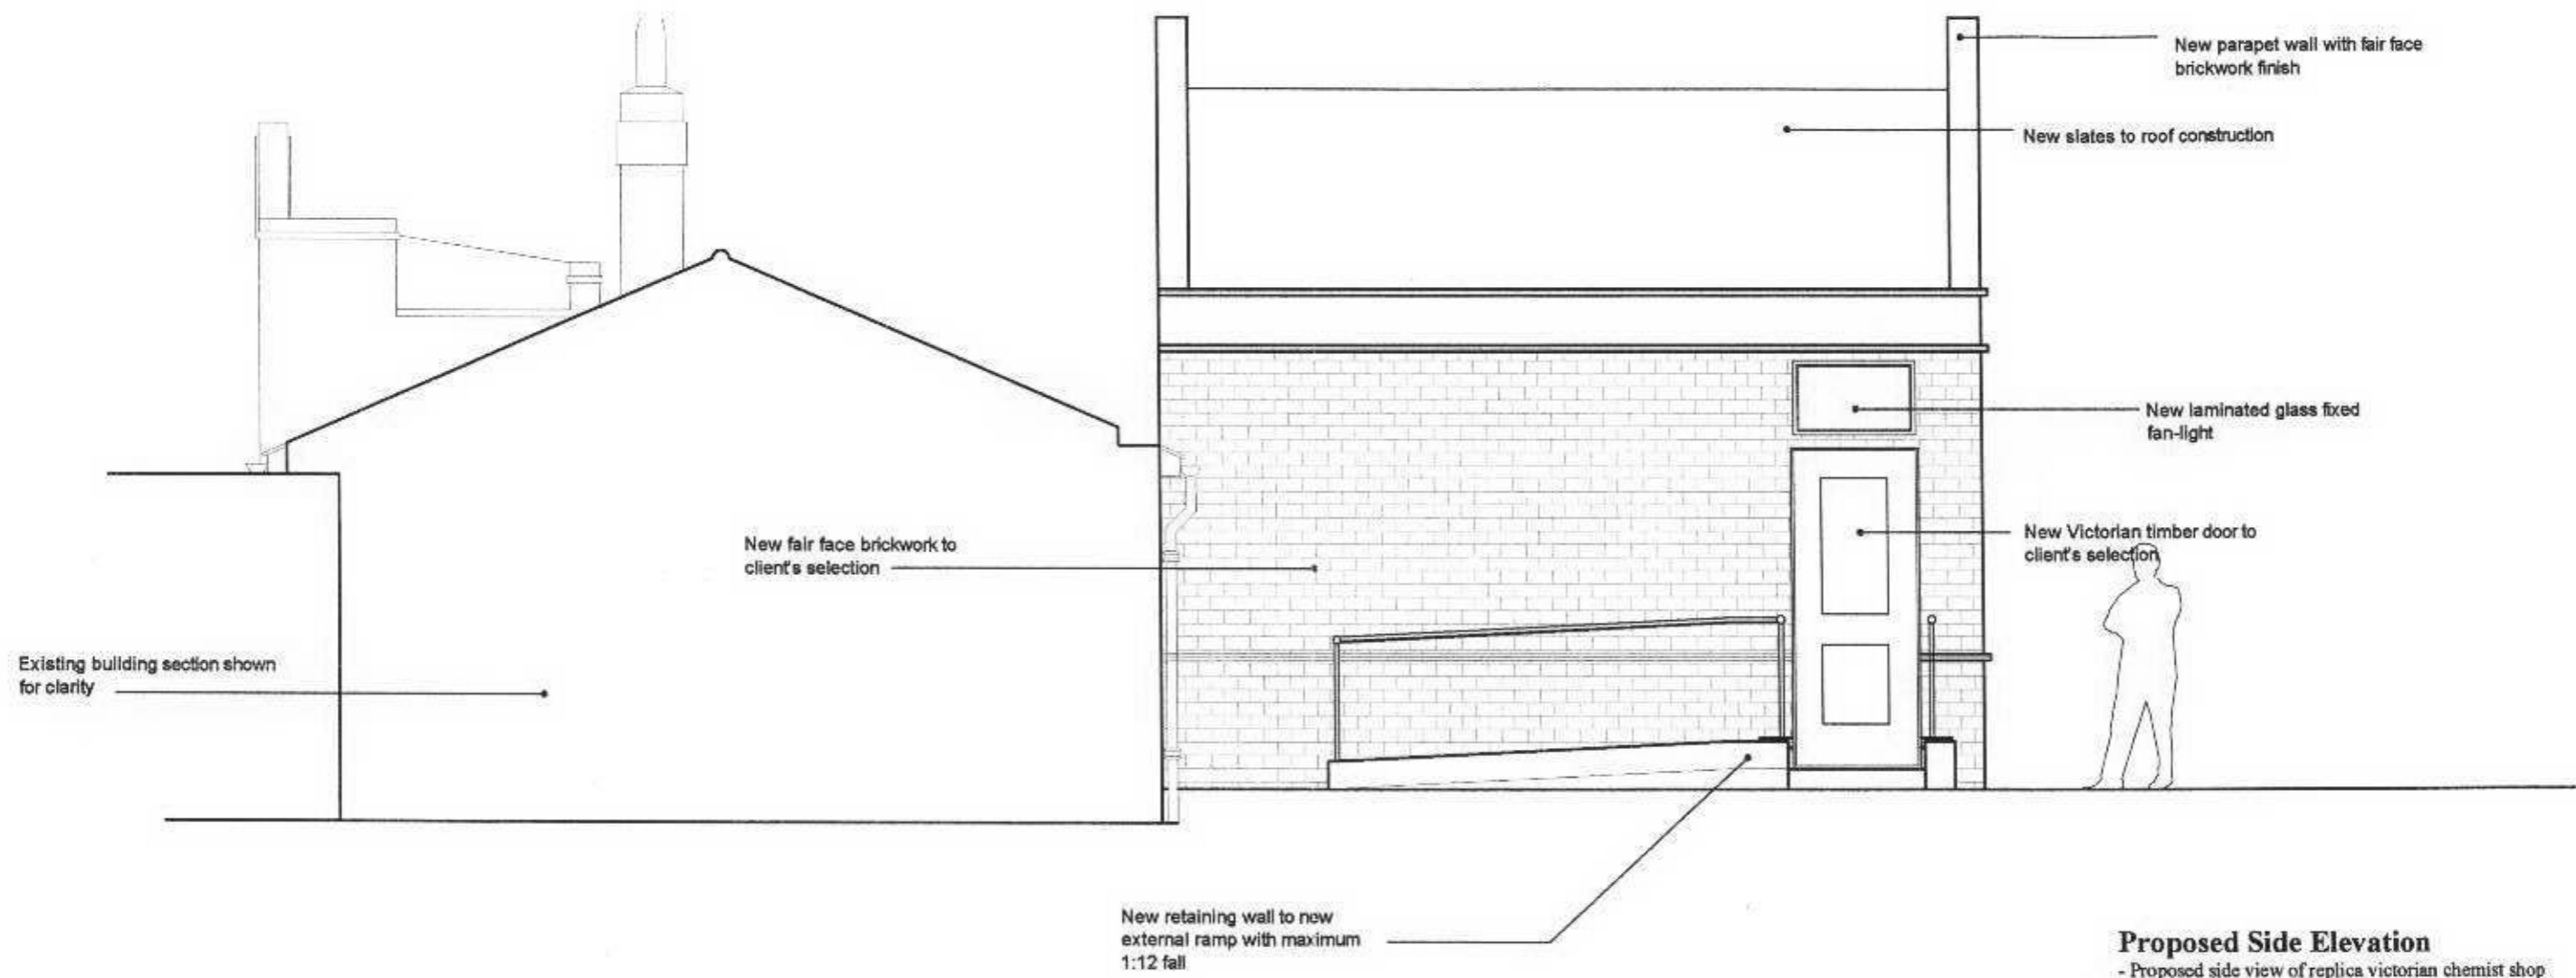 New parapet wall with fair face
brickwork finish
New slates to roof construction
New laminated glass fixed
fan-light
New Victorian timber door to
client's selection
New fair face brickwork to
client's selection
Existing building section shown
for clarity
New retaining wall to new
external ramp with maximum
1:12 fall
Proposed Side Elevation
- Proposed side view of replica victorian chemist shop